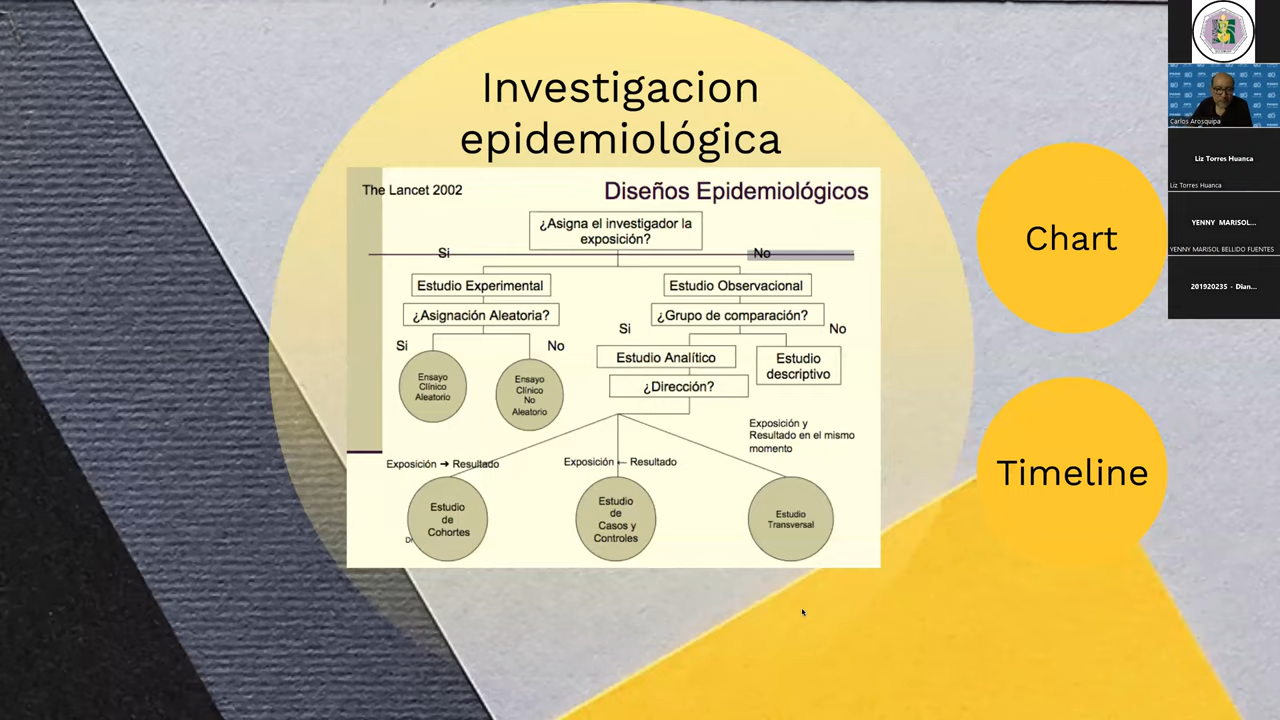 Investigacion
epidemiológica
The Lancet 2002
Diseños Epidemiológicos
¿Asigna el investigador la
exposición?
Si
No
Estudio Experimental
Estudio Observacional
¿Asignación Aleatoria?
¿Grupo de comparación?
Si
No
Si
No
Estudio Analítico
Estudio
descriptivo
¿Dirección?
Ensayo
Clínico
Aleatorio
Ensayo
Clínico
No
Aleatorio
Exposición y
Resultado en el mismo
momento
Exposición ➔ Resultado
Exposición ← Resultado
Estudio
de
Cohortes
Estudio
de
Casos y
Controles
Estudio
Transversal
Chart
Timeline
Carlos Arosquipa
Liz Torres Huanca
Liz Torres Huanca
YENNY MARISOL...
YENNY MARISOL BELLIDO FUENTES
201920235 - Dian...